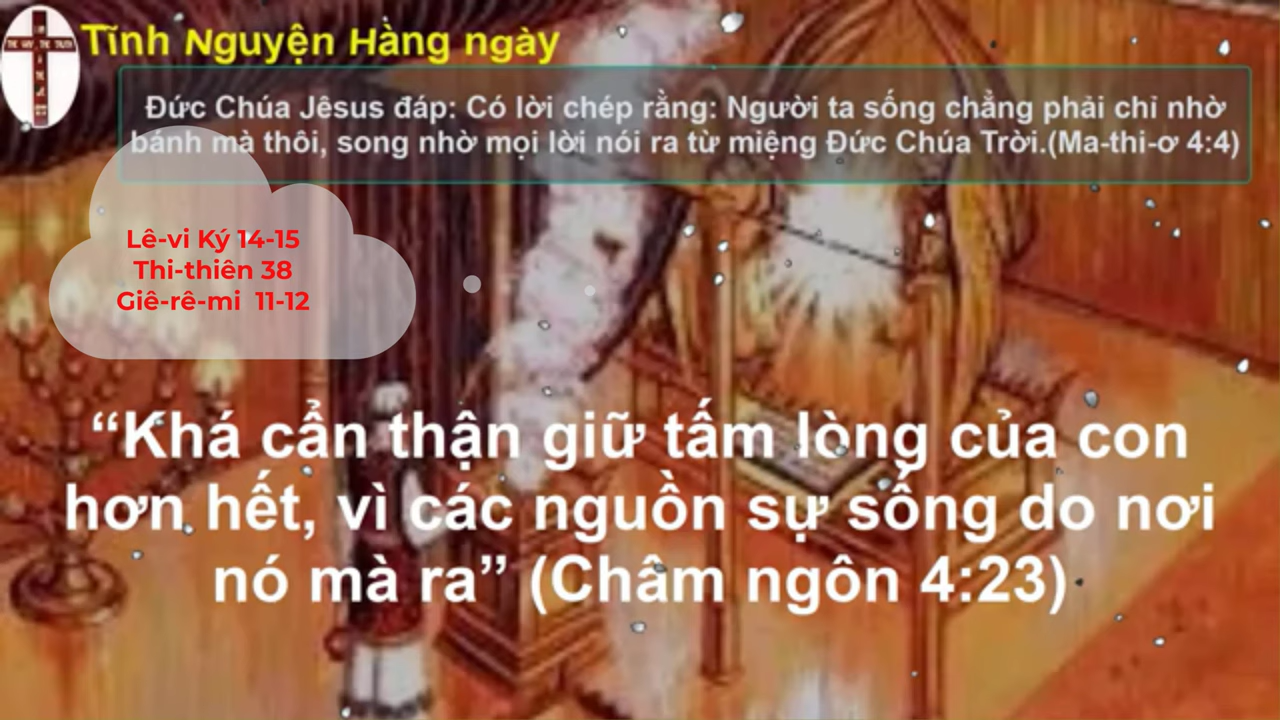 Tĩnh Nguyện Hàng ngày
Đức Chúa Jêsus đáp: Có lời chép rằng: Người ta sống chẳng phải chỉ nhờ
bánh mà thôi, song nhờ mọi lời nói ra từ miệng Đức Chúa Trời.(Ma-thi-ơ 4:4)
Lê-vi Ký 14-15
Thi-thiên 38
Giê-rê-mi 11-12
“Khá cẩn thận giữ tấm lòng của con
hơn hết, vì các nguồn sự sống do nơi
nó mà ra” (Châm ngôn 4:23)